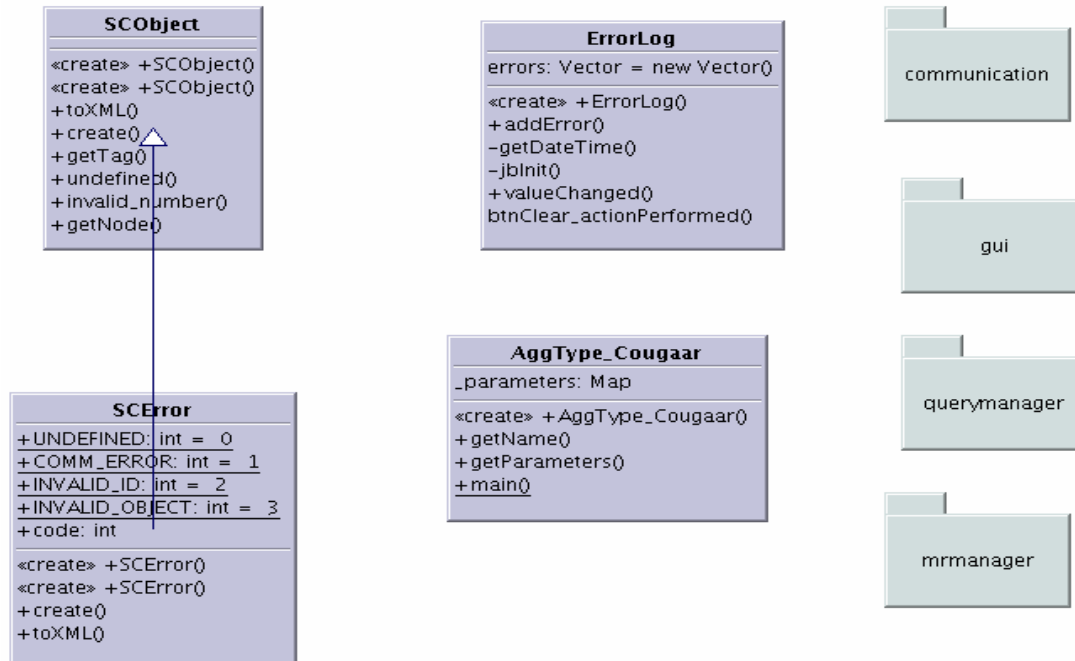 SCObject
«create» +SCObject()
«create» +SCObject()
+toXML()
+create()
+getTag()
+undefined()
+invalid_number()
+getNode()
ErrorLog
errors: Vector = new Vector()
«create» +ErrorLog()
+addError()
-getDateTime()
-jbInit()
+valueChanged()
btnClear_actionPerformed()
communication
gui
SCError
+UNDEFINED: int = 0
+COMM_ERROR: int = 1
+INVALID_ID: int = 2
+INVALID_OBJECT: int = 3
+code: int
«create» +SCError()
«create» +SCError()
+create()
+toXML()
AggType_Cougaar
_parameters: Map
«create» +AggType_Cougaar()
+getName()
+getParameters()
+main()
querymanager
mrmanager